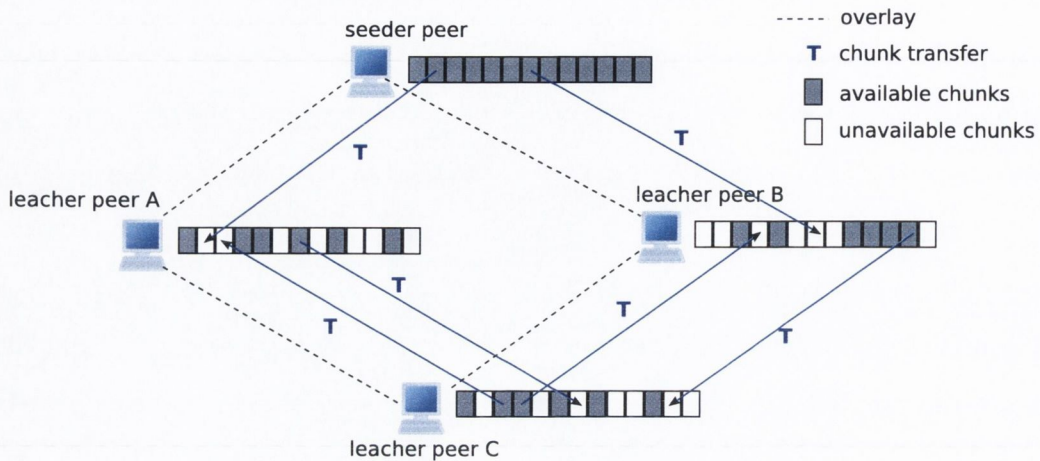 seeder peer
overlay
T chunk transfer
available chunks
unavailable chunks
T
T
leacher peer A
leacher peer B
T
T
T
T
leacher peer C